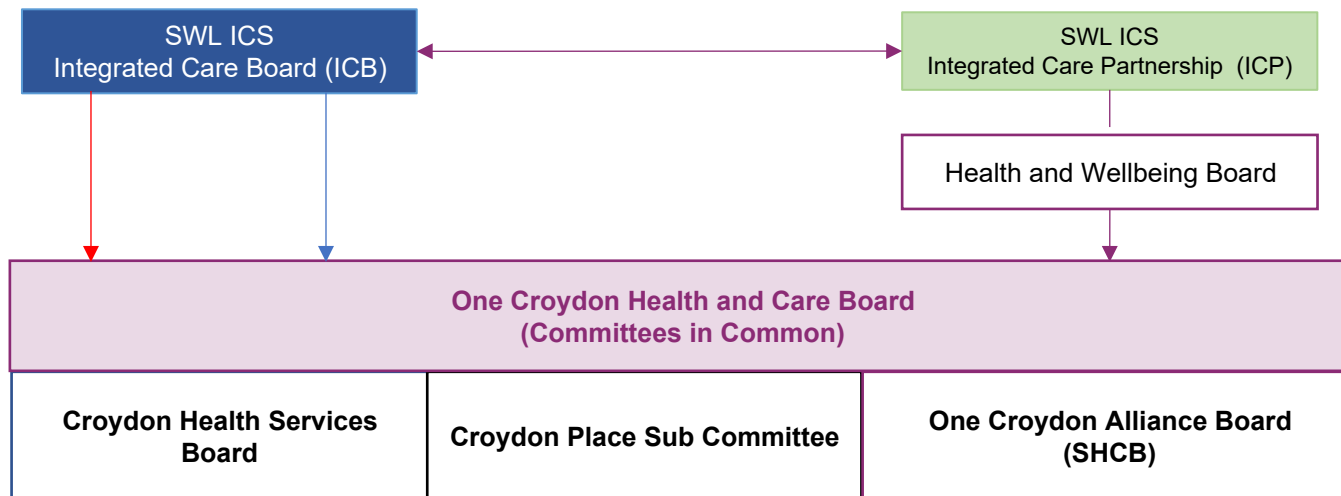 SWL ICS
Integrated Care Board (ICB)
SWL ICS
Integrated Care Partnership (ICP)
Health and Wellbeing Board
One Croydon Health and Care Board
(Committees in Common)
Croydon Health Services
Board
Croydon Place Sub Committee
One Croydon Alliance Board
(SHCB)